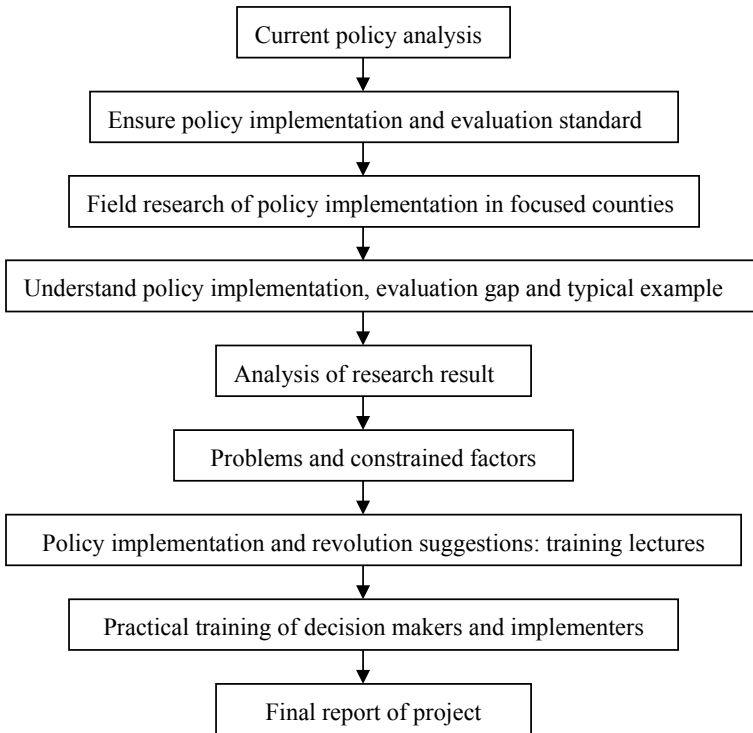 Current policy analysis
Ensure policy implementation and evaluation standard
Field research of policy implementation in focused counties
Understand policy implementation, evaluation gap and typical example
Analysis of research result
Problems and constrained factors
Policy implementation and revolution suggestions: training lectures
Practical training of decision makers and implementers
Final report of project